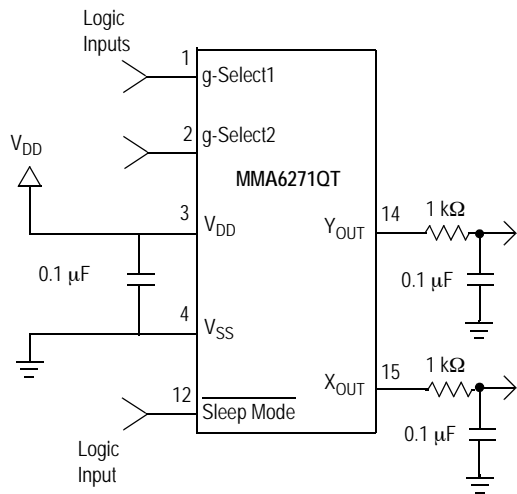 Logic
Inputs
1
g-Select1
2
g-Select2
VDD
MMA6271QT
3
VDD
YOUT
14
1 kΩ
0.1 μF
0.1 μF
4
VSS
XOUT
15
1 kΩ
12
Sleep Mode
0.1 μF
Logic
Input